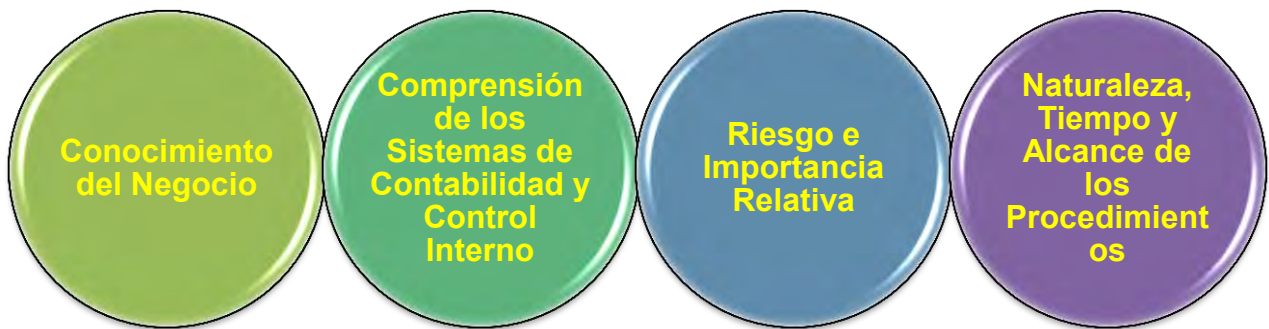 Conocimiento
del Negocio
Comprensión
de los
Sistemas de
Contabilidad y
Control
Interno
Riesgo e
Importancia
Relativa
Naturaleza,
Tiempo y
Alcance de
los
Procedimient
os